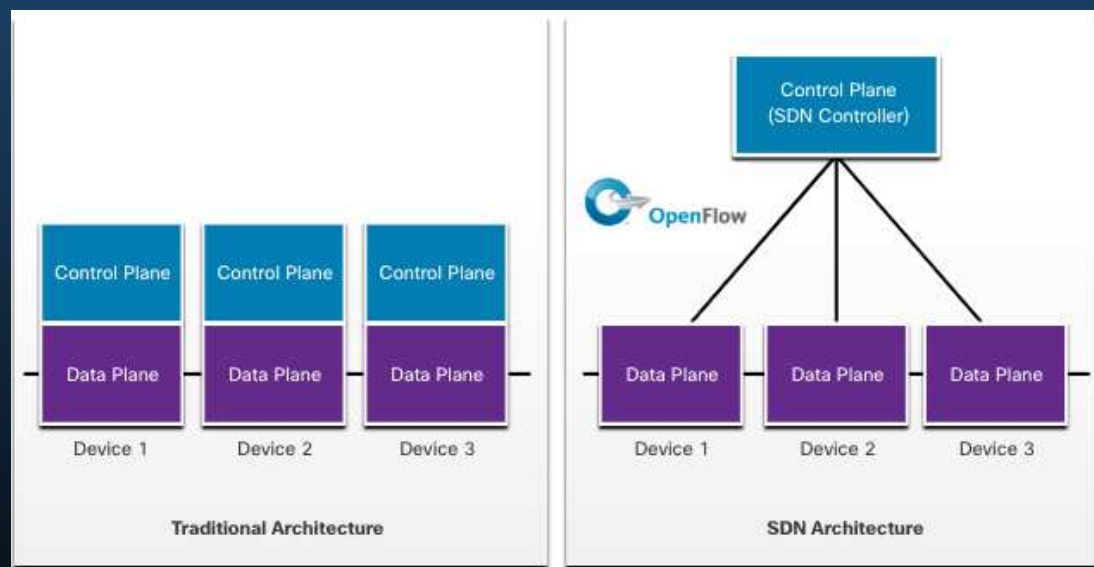 Control Plane
Control Plane
Control Plane
Data Plane
Data Plane
Data Plane
Device 1
Device 2
Device 3
Traditional Architecture
Control Plane
(SDN Controller)
OpenFlow
Data Plane
Data Plane
Data Plane
Device 1
Device 2
Device 3
SDN Architecture